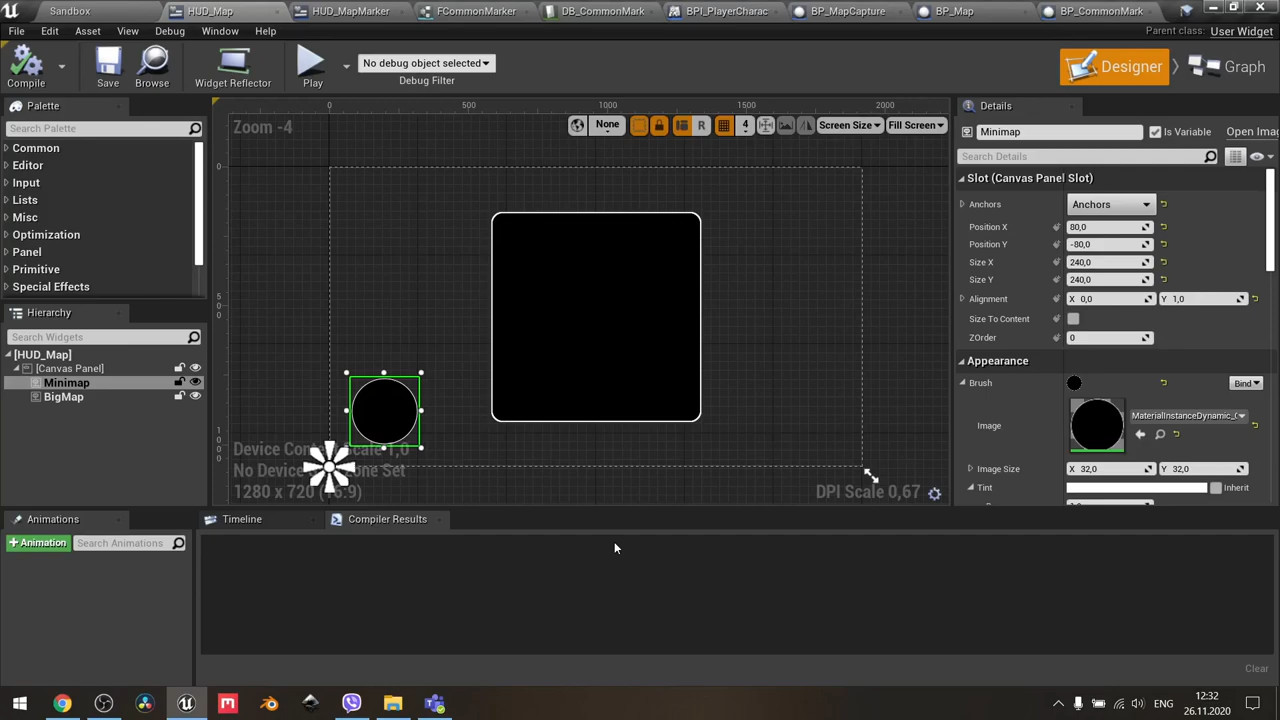 Sandbox
HUD_Map
HUD_MapMarker
FCommonMarker
DB_CommonMark
BPI_PlayerCharac
BP_MapCapture
BP_Map
BP_CommonMark
File Edit Asset View Debug Window Help
Parent class: User Widget
Compile
Save
Browse
Widget Reflector
Play
No debug object selected
Debug Filter
Designer
Graph
Palette
Search Palette
Common
Editor
Input
Lists
Misc
Optimization
Panel
Primitive
Special Effects
Hierarchy
Search Widgets
[HUD_Map]
[Canvas Panel]
Minimap
BigMap
0 500 1000 1500 2000
Zoom -4
None
R
4
Screen Size
Fill Screen
0
5
0
0
1
0
0
0
No Device
Zone Set
1280 x 720 (16:9)
DPI Scale 0,67
Details
Minimap
Is Variable
Open Imag
Search Details
Slot (Canvas Panel Slot)
Anchors
Anchors
Position X 80,0
Position Y -80,0
Size X 240,0
Size Y 240,0
Alignment X 0,0 Y 1,0
Size To Content
ZOrder 0
Appearance
Brush
Bind
Image
MaterialInstanceDynamic_
Image Size X 32,0 Y 32,0
Tint
Inherit
Animations
Timeline
Compiler Results
+Animation
Search Animations
Clear
ENG
12:32
26.11.2020